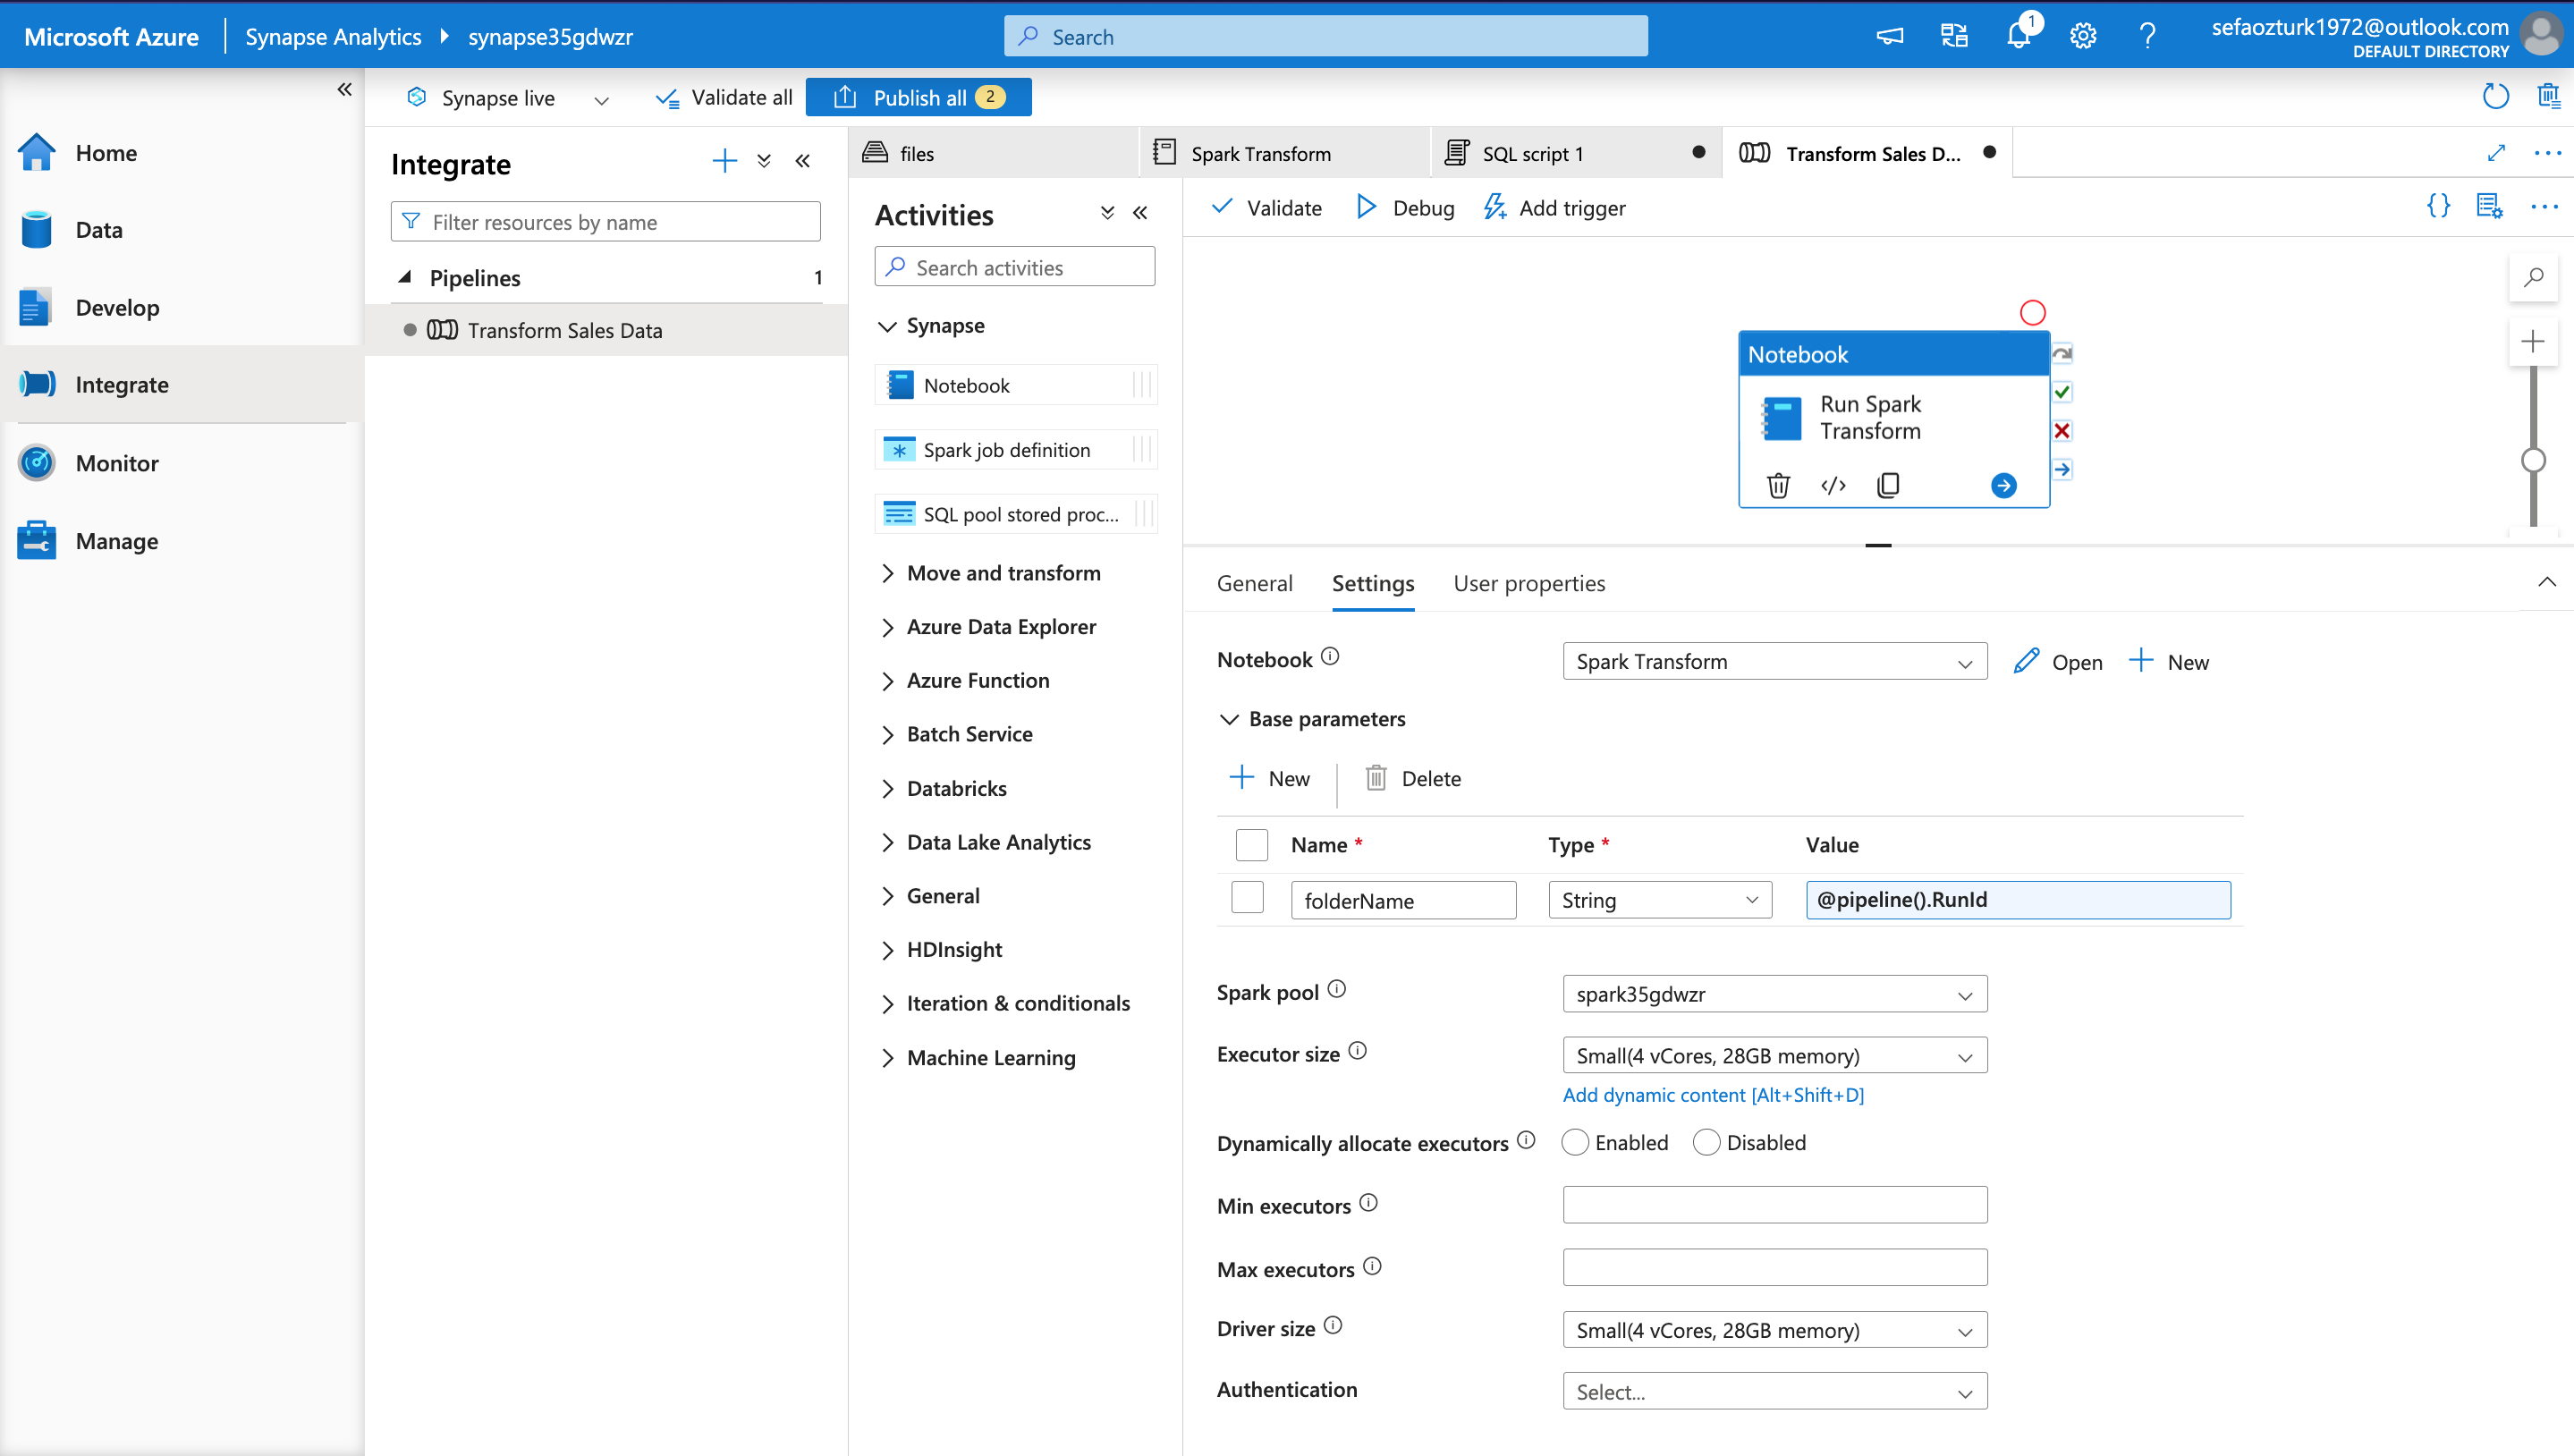 Microsoft Azure
Synapse Analytics
synapse35gdwzr
Search
1
sefaozturk1972@outlook.com
DEFAULT DIRECTORY
Synapse live
Validate all
Publish all 2
Home
Data
Develop
Integrate
Monitor
Manage
Integrate
Filter resources by name
Pipelines 1
Transform Sales Data
files
Spark Transform
SQL script 1
Transform Sales D...
Activities
Search activities
Synapse
Notebook
Spark job definition
SQL pool stored proc...
Move and transform
Azure Data Explorer
Azure Function
Batch Service
Databricks
Data Lake Analytics
General
HDInsight
Iteration & conditionals
Machine Learning
Validate
Debug
Add trigger
Notebook
Run Spark
Transform
General
Settings
User properties
Notebook
Spark Transform
Open
New
Base parameters
New
Delete
Name * Type * Value
folderName String @pipeline().RunId
Spark pool
spark35gdwzr
Executor size
Small(4 vCores, 28GB memory)
Add dynamic content [Alt+Shift+D]
Dynamically allocate executors
Enabled
Disabled
Min executors
Max executors
Driver size
Small(4 vCores, 28GB memory)
Authentication
Select...